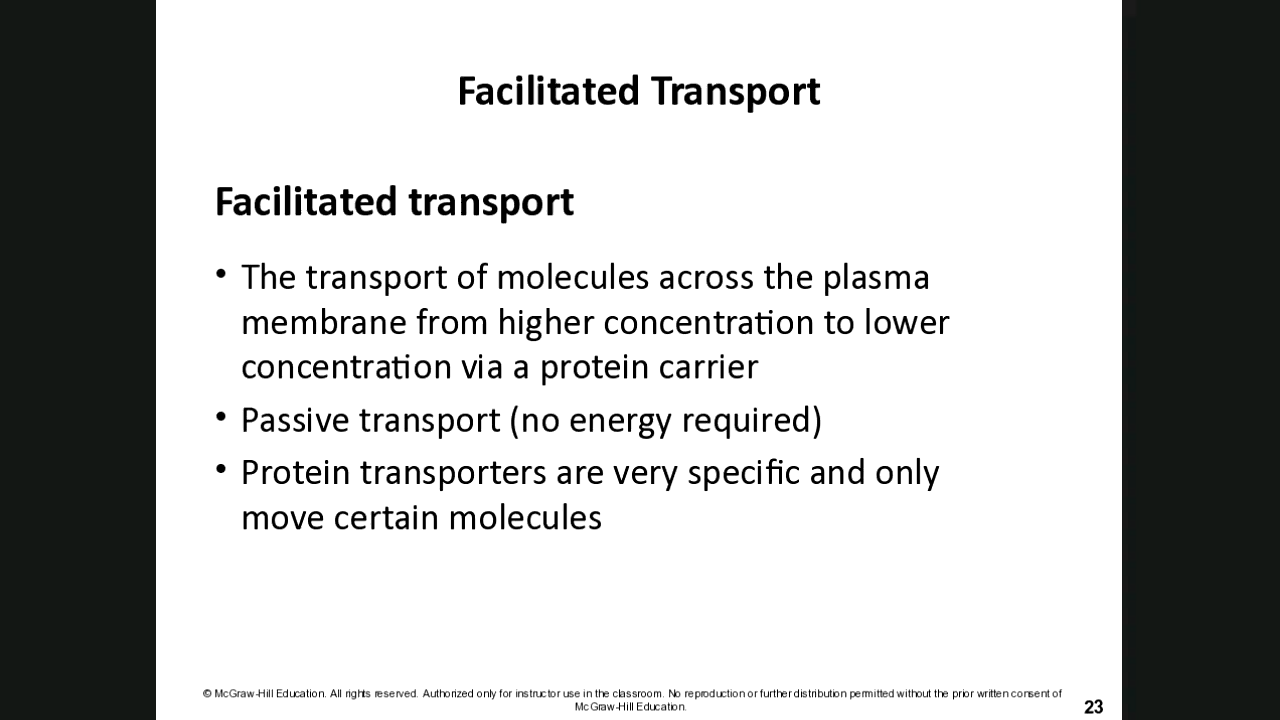 Facilitated Transport
Facilitated transport
• The transport of molecules across the plasma
membrane from higher concentration to lower
concentration via a protein carrier
• Passive transport (no energy required)
• Protein transporters are very specific and only
move certain molecules
© McGraw-Hill Education. All rights reserved. Authorized only for instructor use in the classroom. No reproduction or further distribution permitted without the prior written consent of
McGraw-Hill Education.
23